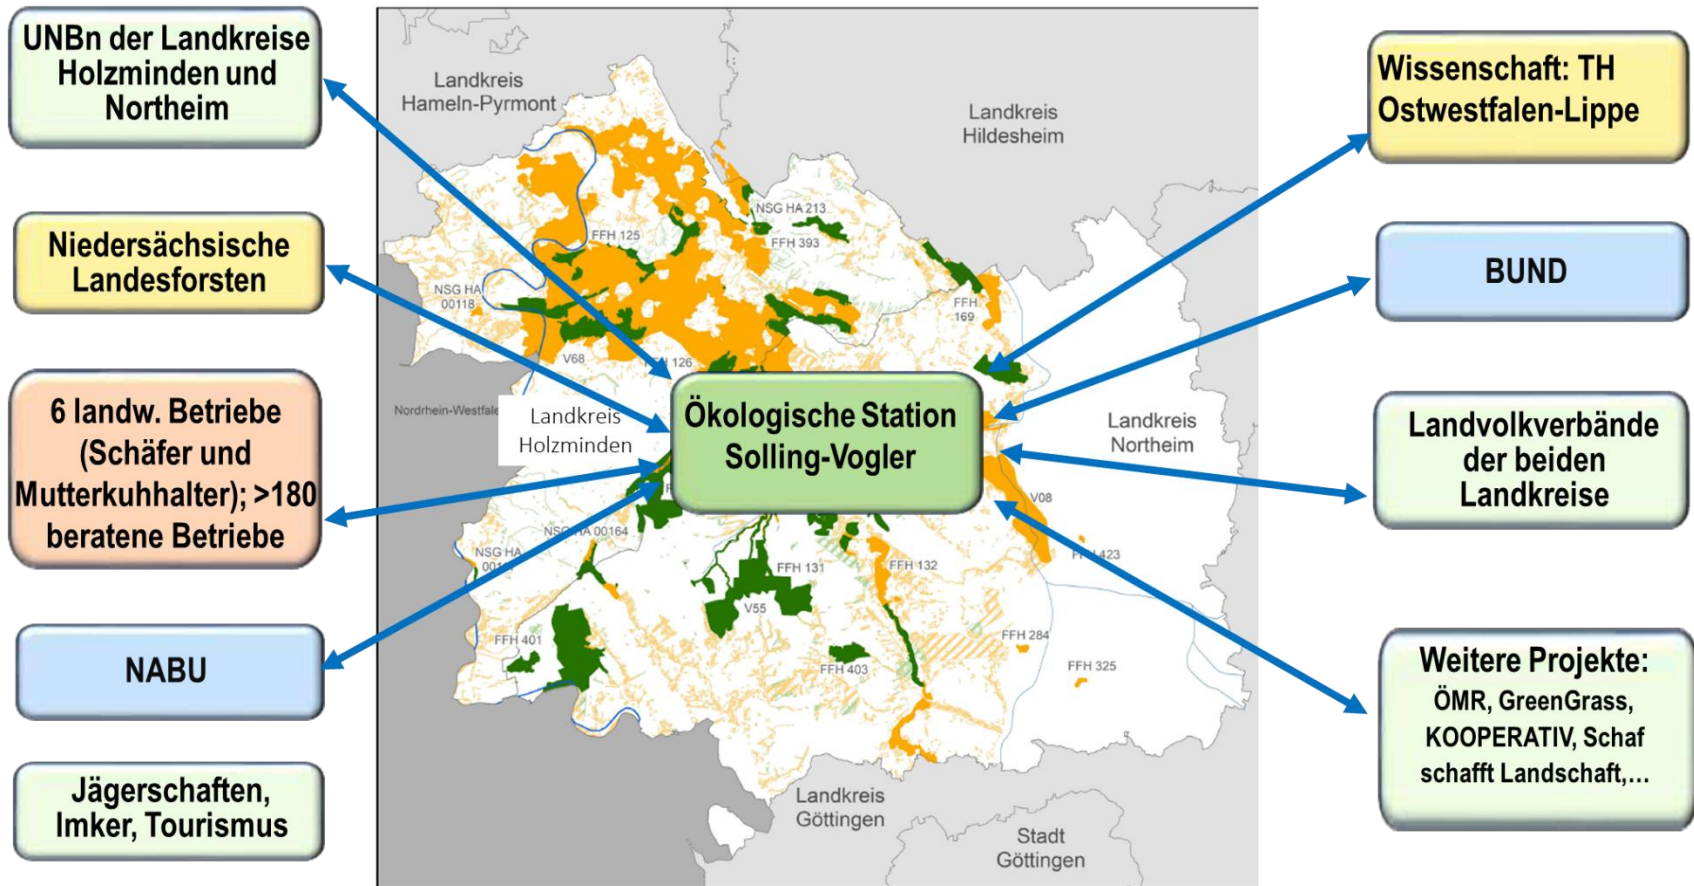 UNBn der Landkreise
Holzminden und
Northeim
Niedersächsische
Landesforsten
6 landw. Betriebe
(Schäfer und
Mutterkuhhalter); >180
beratene Betriebe
NABU
Jägerschaften,
Imker, Tourismus
Landkreis
Hameln-Pyrmont
Landkreis
Hildesheim
NSG HA 213
FFH 125
FFH 393
NSG HA
00118
FFH
169
V68
FFH 126
Nordrhein-Westfale
Landkreis
Holzminden
Ökologische Station
Solling-Vogler
Landkreis
Northeim
V08
NSG HA 00164
NSG HA
FFH 131
FFH 132
FFH 423
V55
FFH 401
FFH 403
FFH 284
FFH 325
Landkreis
Göttingen
Stadt
Göttingen
Wissenschaft: TH
Ostwestfalen-Lippe
BUND
Landvolkverbände
der beiden
Landkreise
Weitere Projekte:
ÖMR, GreenGrass,
KOOPERATIV, Schaf
schafft Landschaft,...